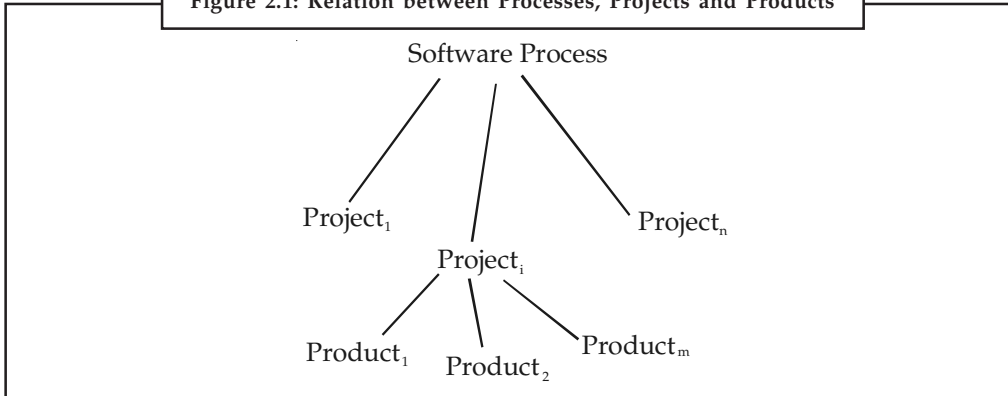 Figure 2.1: Relation between Processes, Projects and Products
Software Process
Project₁
Projectₙ
Projectᵢ
Product₁
Product₂
Productₘ